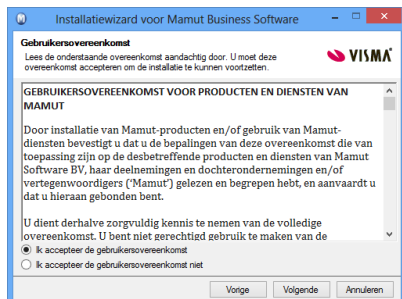 Installatiewizard voor Mamut Business Software
Gebruikersovereenkomst
Lees de onderstaande overeenkomst aandachtig door. U moet deze
overeenkomst accepteren om de installatie te kunnen voortzetten.
VISMA
GEBRUIKERSOVEREENKOMST VOOR PRODUCTEN EN DIENSTEN VAN
MAMUT
Door installatie van Mamut-producten en/of gebruik van Mamut-
diensten bevestigt u dat u de bepalingen van deze overeenkomst die van
toepassing zijn op de desbetreffende producten en diensten van Mamut
Software BV, haar deelnemingen en dochterondernemingen en/of
vertegenwoordigers ('Mamut') gelezen en begrepen hebt, en aanvaardt u
dat u hieraan gebonden bent.
U dient derhalve zorgvuldig kennis te nemen van de volledige
overeenkomst. U bent niet gerechtigd gebruik te maken van de
Ik accepteer de gebruikersovereenkomst
Ik accepteer de gebruikersovereenkomst niet
Vorige Volgende Annuleren